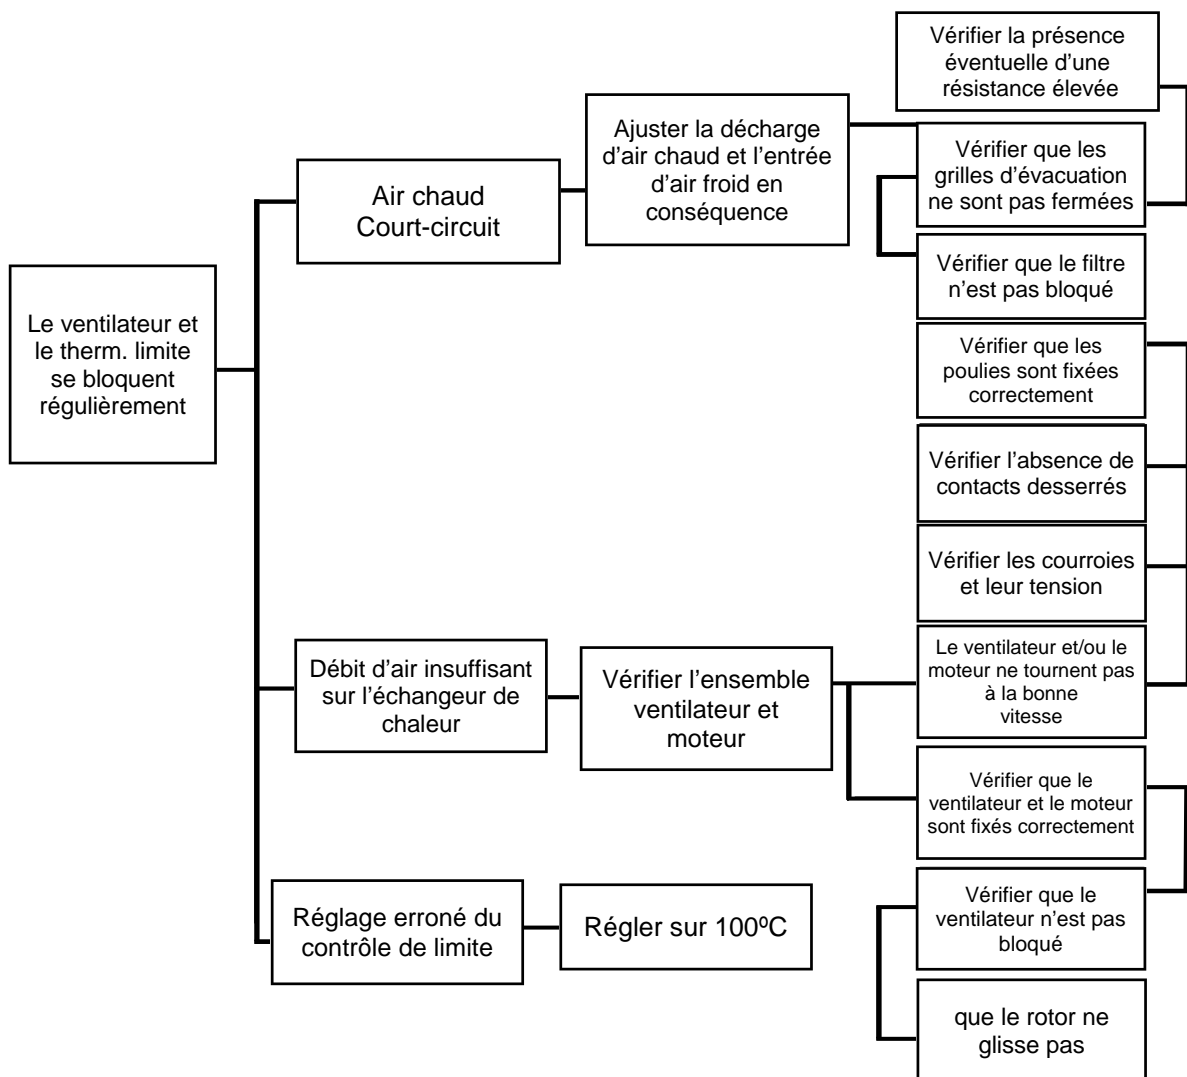 Le ventilateur et
le therm. limite
se bloquent
régulièrement
Air chaud
Court-circuit
Ajuster la décharge
d’air chaud et l’entrée
d’air froid en
conséquence
Vérifier la présence
éventuelle d’une
résistance élevée
Vérifier que les
grilles d’évacuation
ne sont pas fermées
Vérifier que le filtre
n’est pas bloqué
Débit d’air insuffisant
sur l’échangeur de
chaleur
Vérifier l’ensemble
ventilateur et
moteur
Vérifier que les
poulies sont fixées
correctement
Vérifier l’absence de
contacts desserrés
Vérifier les courroies
et leur tension
Le ventilateur et/ou le
moteur ne tournent pas
à la bonne
vitesse
Vérifier que le
ventilateur et le moteur
sont fixés correctement
Vérifier que le
ventilateur n’est pas
bloqué
que le rotor ne
glisse pas
Réglage erroné du
contrôle de limite
Régler sur 100ºC